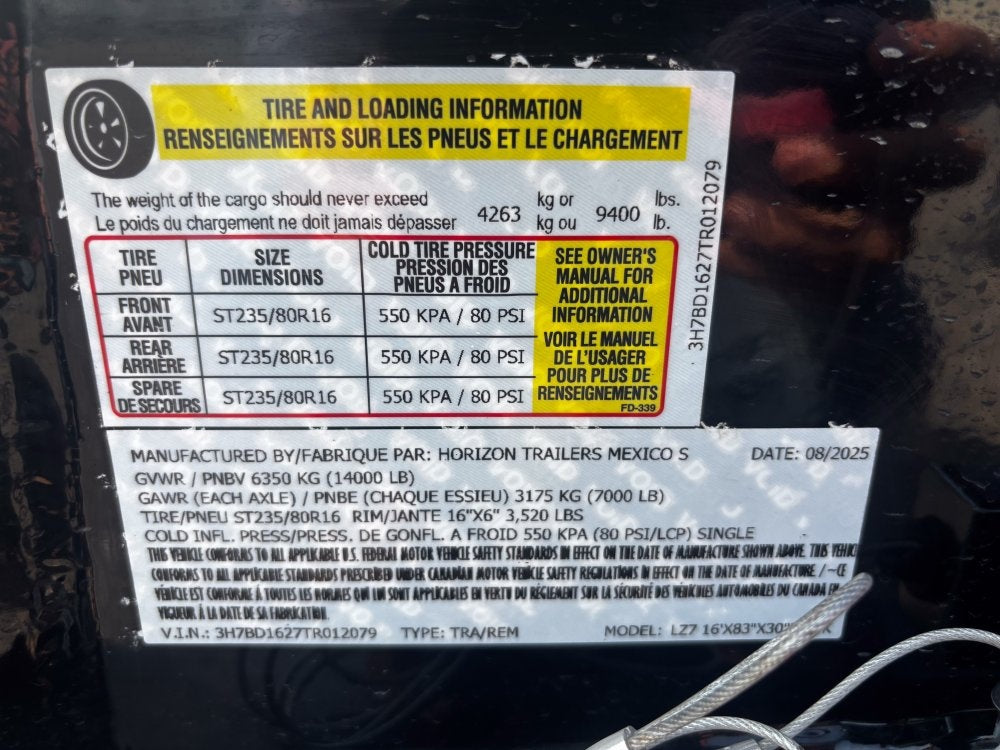 TIRE AND LOADING INFORMATION
RENSEIGNEMENTS SUR LES PNEUS ET LE CHARGEMENT
The weight of the cargo should never exceed 4263 kg or 9400 lbs.
Le poids du chargement ne doit jamais dépasser kg ou lb.
TIRE PNEU
SIZE DIMENSIONS
COLD TIRE PRESSURE
PRESSION DES
PNEUS A FROID
FRONT AVANT ST235/80R16 550 KPA / 80 PSI
REAR ARRIÈRE ST235/80R16 550 KPA / 80 PSI
SPARE DE SECOURS ST235/80R16 550 KPA / 80 PSI
SEE OWNER'S
MANUAL FOR
ADDITIONAL
INFORMATION
VOIR LE MANUEL
DE L'USAGER
POUR PLUS DE
RENSEIGNEMENTS
FD-339
3H7BD1627TR012079
MANUFACTURED BY/FABRIQUE PAR: HORIZON TRAILERS MEXICO S DATE: 08/2025
GVWR / PNBV 6350 KG (14000 LB)
GAWR (EACH AXLE) / PNBE (CHAQUE ESSIEU) 3175 KG (7000 LB)
TIRE/PNEU ST235/80R16 RIM/JANTE 16"X6" 3,520 LBS
COLD INFL. PRESS/PRESS. DE GONFL. A FROID 550 KPA (80 PSI/LCP) SINGLE
THIS VEHICLE CONFORMS TO ALL APPLICABLE U.S. FEDERAL MOTOR VEHICLE SAFETY STANDARDS IN EFFECT ON THE DATE OF MANUFACTURE SHOWN ABOVE. THIS VEHIC
CONFORMS TO ALL APPLICABLE STANDARDS PRESCRIBED UNDER CANADIAN MOTOR VEHICLE SAFETY REGULATIONS IN EFFECT ON THE DATE OF MANUFACTURE / ~CE
VÉHICLE EST CONFORME À TOUTES LES NORMES QUI LUI SONT APPLICABLES EN VERTU DU RÈGLEMENT SUR LA SÉCURITÉ DES VEHICULES AUTOMOBILES DU CANADA EN
VIGUEUR À LA DATE DE SA FABRICATION.
V.I.N.: 3H7BD1627TR012079 TYPE: TRA/REM MODEL: LZ7 16'X83"X30"